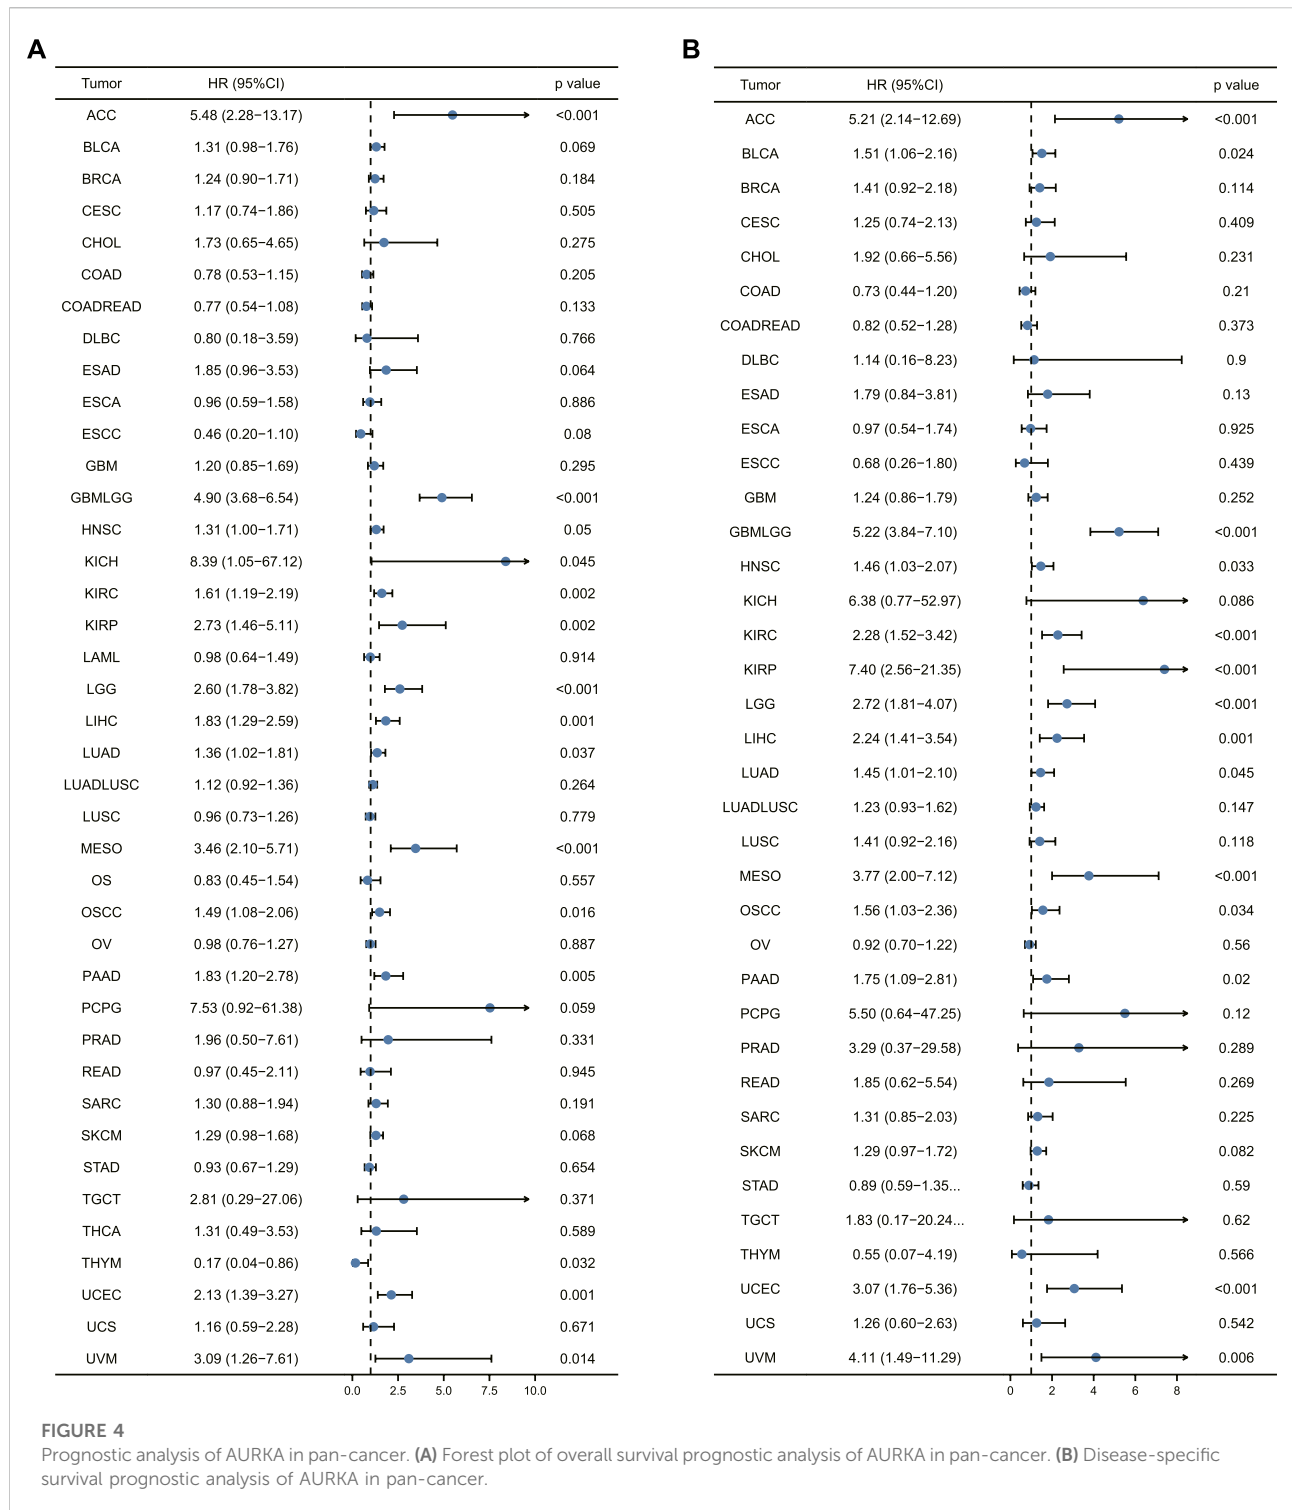 A
Tumor HR (95%CI) p value
ACC 5.48 (2.28−13.17) <0.001
BLCA 1.31 (0.98−1.76) 0.069
BRCA 1.24 (0.90−1.71) 0.184
CESC 1.17 (0.74−1.86) 0.505
CHOL 1.73 (0.65−4.65) 0.275
COAD 0.78 (0.53−1.15) 0.205
COADREAD 0.77 (0.54−1.08) 0.133
DLBC 0.80 (0.18−3.59) 0.766
ESAD 1.85 (0.96−3.53) 0.064
ESCA 0.96 (0.59−1.58) 0.886
ESCC 0.46 (0.20−1.10) 0.08
GBM 1.20 (0.85−1.69) 0.295
GBMLGG 4.90 (3.68−6.54) <0.001
HNSC 1.31 (1.00−1.71) 0.05
KICH 8.39 (1.05−67.12) 0.045
KIRC 1.61 (1.19−2.19) 0.002
KIRP 2.73 (1.46−5.11) 0.002
LAML 0.98 (0.64−1.49) 0.914
LGG 2.60 (1.78−3.82) <0.001
LIHC 1.83 (1.29−2.59) 0.001
LUAD 1.36 (1.02−1.81) 0.037
LUADLUSC 1.12 (0.92−1.36) 0.264
LUSC 0.96 (0.73−1.26) 0.779
MESO 3.46 (2.10−5.71) <0.001
OS 0.83 (0.45−1.54) 0.557
OSCC 1.49 (1.08−2.06) 0.016
OV 0.98 (0.76−1.27) 0.887
PAAD 1.83 (1.20−2.78) 0.005
PCPG 7.53 (0.92−61.38) 0.059
PRAD 1.96 (0.50−7.61) 0.331
READ 0.97 (0.45−2.11) 0.945
SARC 1.30 (0.88−1.94) 0.191
SKCM 1.29 (0.98−1.68) 0.068
STAD 0.93 (0.67−1.29) 0.654
TGCT 2.81 (0.29−27.06) 0.371
THCA 1.31 (0.49−3.53) 0.589
THYM 0.17 (0.04−0.86) 0.032
UCEC 2.13 (1.39−3.27) 0.001
UCS 1.16 (0.59−2.28) 0.671
UVM 3.09 (1.26−7.61) 0.014
0.0 2.5 5.0 7.5 10.0
B
Tumor HR (95%CI) p value
ACC 5.21 (2.14−12.69) <0.001
BLCA 1.51 (1.06−2.16) 0.024
BRCA 1.41 (0.92−2.18) 0.114
CESC 1.25 (0.74−2.13) 0.409
CHOL 1.92 (0.66−5.56) 0.231
COAD 0.73 (0.44−1.20) 0.21
COADREAD 0.82 (0.52−1.28) 0.373
DLBC 1.14 (0.16−8.23) 0.9
ESAD 1.79 (0.84−3.81) 0.13
ESCA 0.97 (0.54−1.74) 0.925
ESCC 0.68 (0.26−1.80) 0.439
GBM 1.24 (0.86−1.79) 0.252
GBMLGG 5.22 (3.84−7.10) <0.001
HNSC 1.46 (1.03−2.07) 0.033
KICH 6.38 (0.77−52.97) 0.086
KIRC 2.28 (1.52−3.42) <0.001
KIRP 7.40 (2.56−21.35) <0.001
LGG 2.72 (1.81−4.07) <0.001
LIHC 2.24 (1.41−3.54) 0.001
LUAD 1.45 (1.01−2.10) 0.045
LUADLUSC 1.23 (0.93−1.62) 0.147
LUSC 1.41 (0.92−2.16) 0.118
MESO 3.77 (2.00−7.12) <0.001
OSCC 1.56 (1.03−2.36) 0.034
OV 0.92 (0.70−1.22) 0.56
PAAD 1.75 (1.09−2.81) 0.02
PCPG 5.50 (0.64−47.25) 0.12
PRAD 3.29 (0.37−29.58) 0.289
READ 1.85 (0.62−5.54) 0.269
SARC 1.31 (0.85−2.03) 0.225
SKCM 1.29 (0.97−1.72) 0.082
STAD 0.89 (0.59−1.35... 0.59
TGCT 1.83 (0.17−20.24... 0.62
THYM 0.55 (0.07−4.19) 0.566
UCEC 3.07 (1.76−5.36) <0.001
UCS 1.26 (0.60−2.63) 0.542
UVM 4.11 (1.49−11.29) 0.006
0 2 4 6 8
FIGURE 4
Prognostic analysis of AURKA in pan-cancer. (A) Forest plot of overall survival prognostic analysis of AURKA in pan-cancer. (B) Disease-specific
survival prognostic analysis of AURKA in pan-cancer.